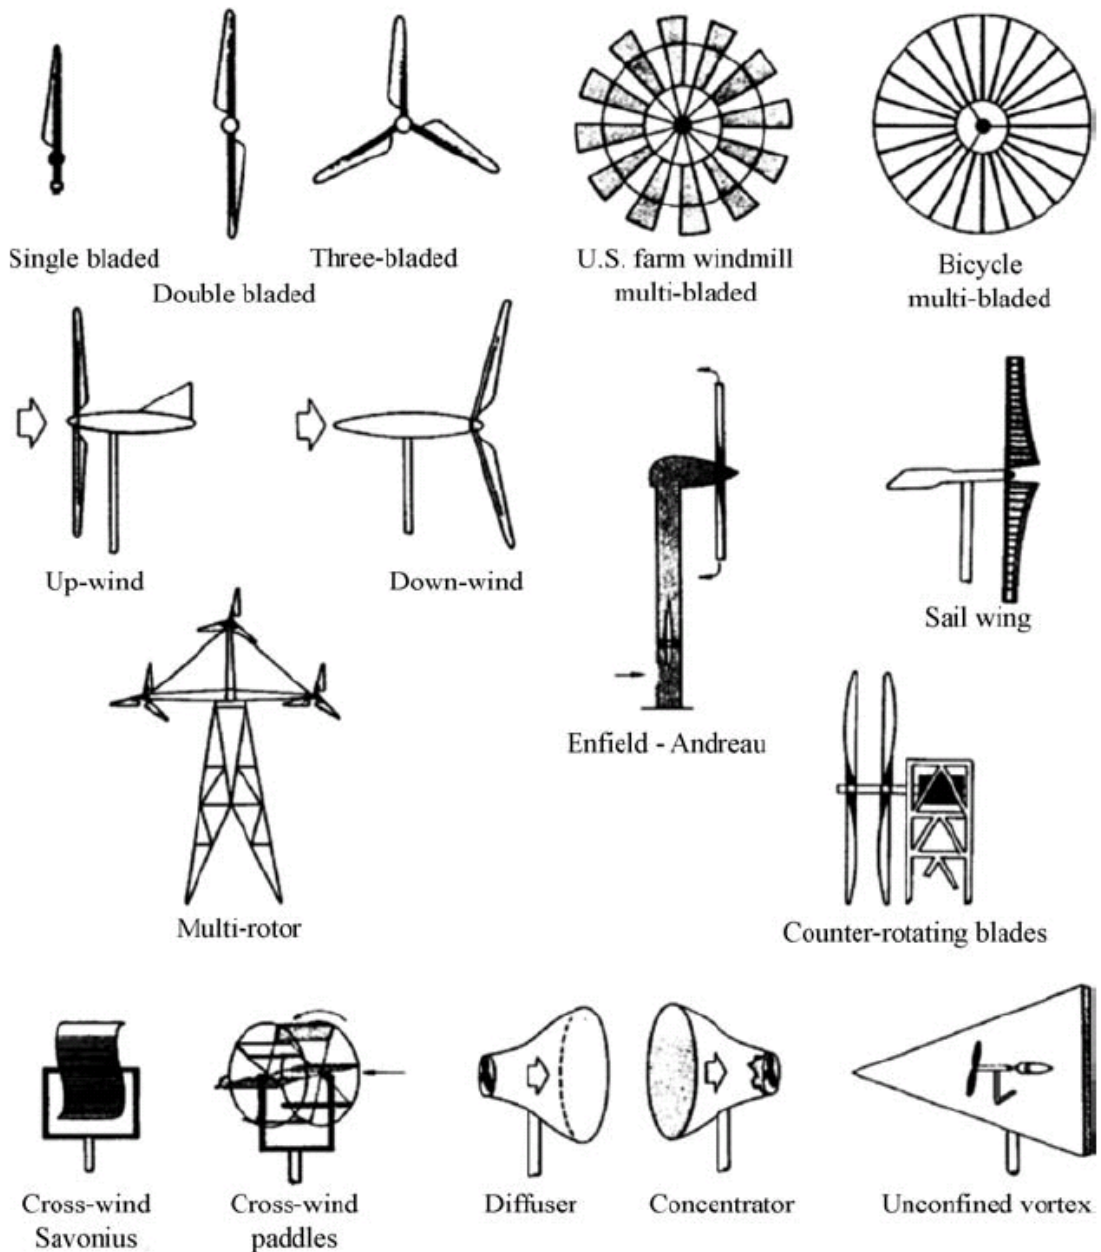 Single bladed
Double bladed
Three-bladed
U.S. farm windmill
multi-bladed
Bicycle
multi-bladed
Up-wind
Down-wind
Enfield - Andreau
Sail wing
Multi-rotor
Counter-rotating blades
Cross-wind
Savonius
Cross-wind
paddles
Diffuser
Concentrator
Unconfined vortex